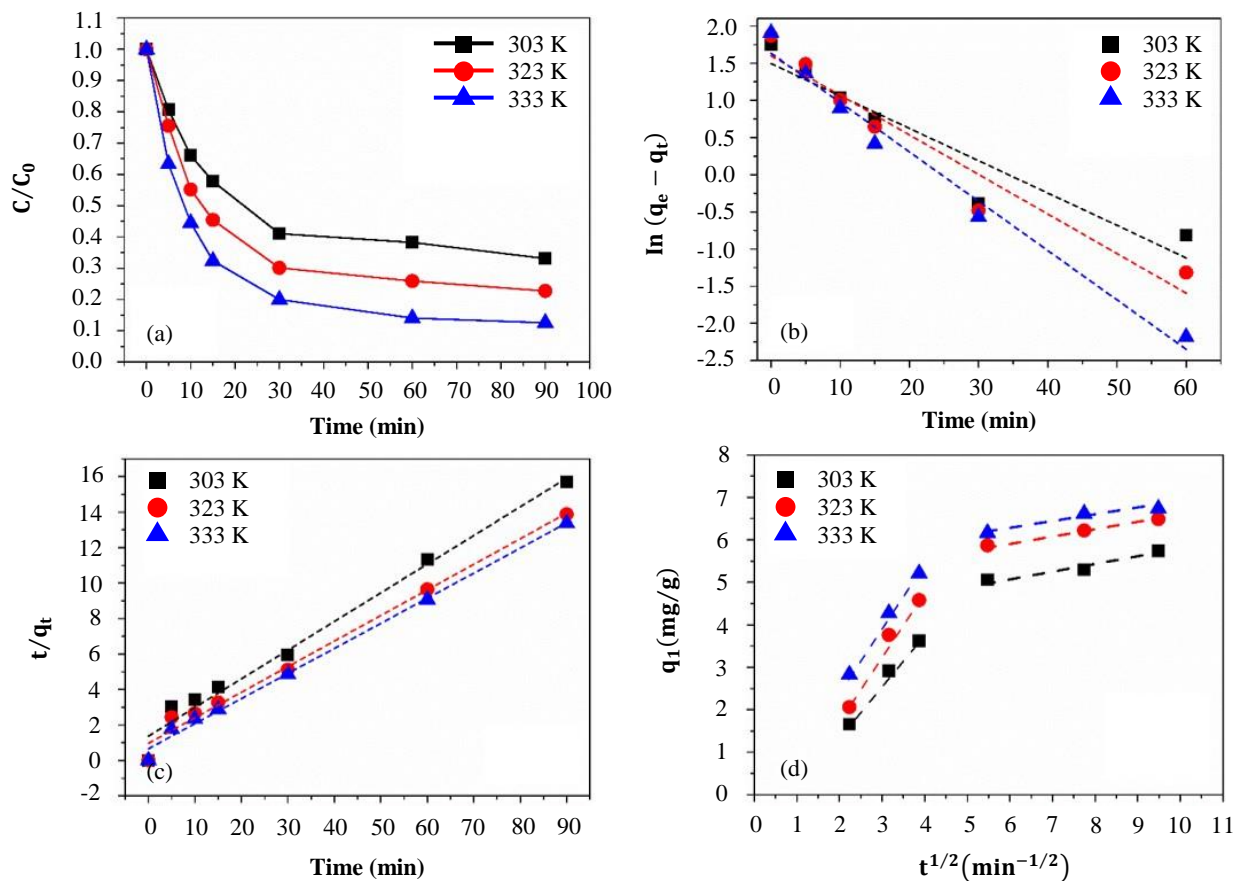 1.1
1.0
0.9
0.8
0.7
0.6
0.5
0.4
0.3
0.2
0.1
0.0
C/C₀
303 K
323 K
333 K
(a)
0 10 20 30 40 50 60 70 80 90 100
Time (min)
2.0
1.5
1.0
0.5
0.0
-0.5
-1.0
-1.5
-2.0
-2.5
In (qₑ − qₜ)
303 K
323 K
333 K
(b)
0 10 20 30 40 50 60
Time (min)
16
14
12
10
8
6
4
2
0
-2
t/qₜ
303 K
323 K
333 K
(c)
0 10 20 30 40 50 60 70 80 90
Time (min)
8
7
6
5
4
3
2
1
0
q₁(mg/g)
303 K
323 K
333 K
(d)
0 1 2 3 4 5 6 7 8 9 10 11
t^{1/2}(min^{−1/2})